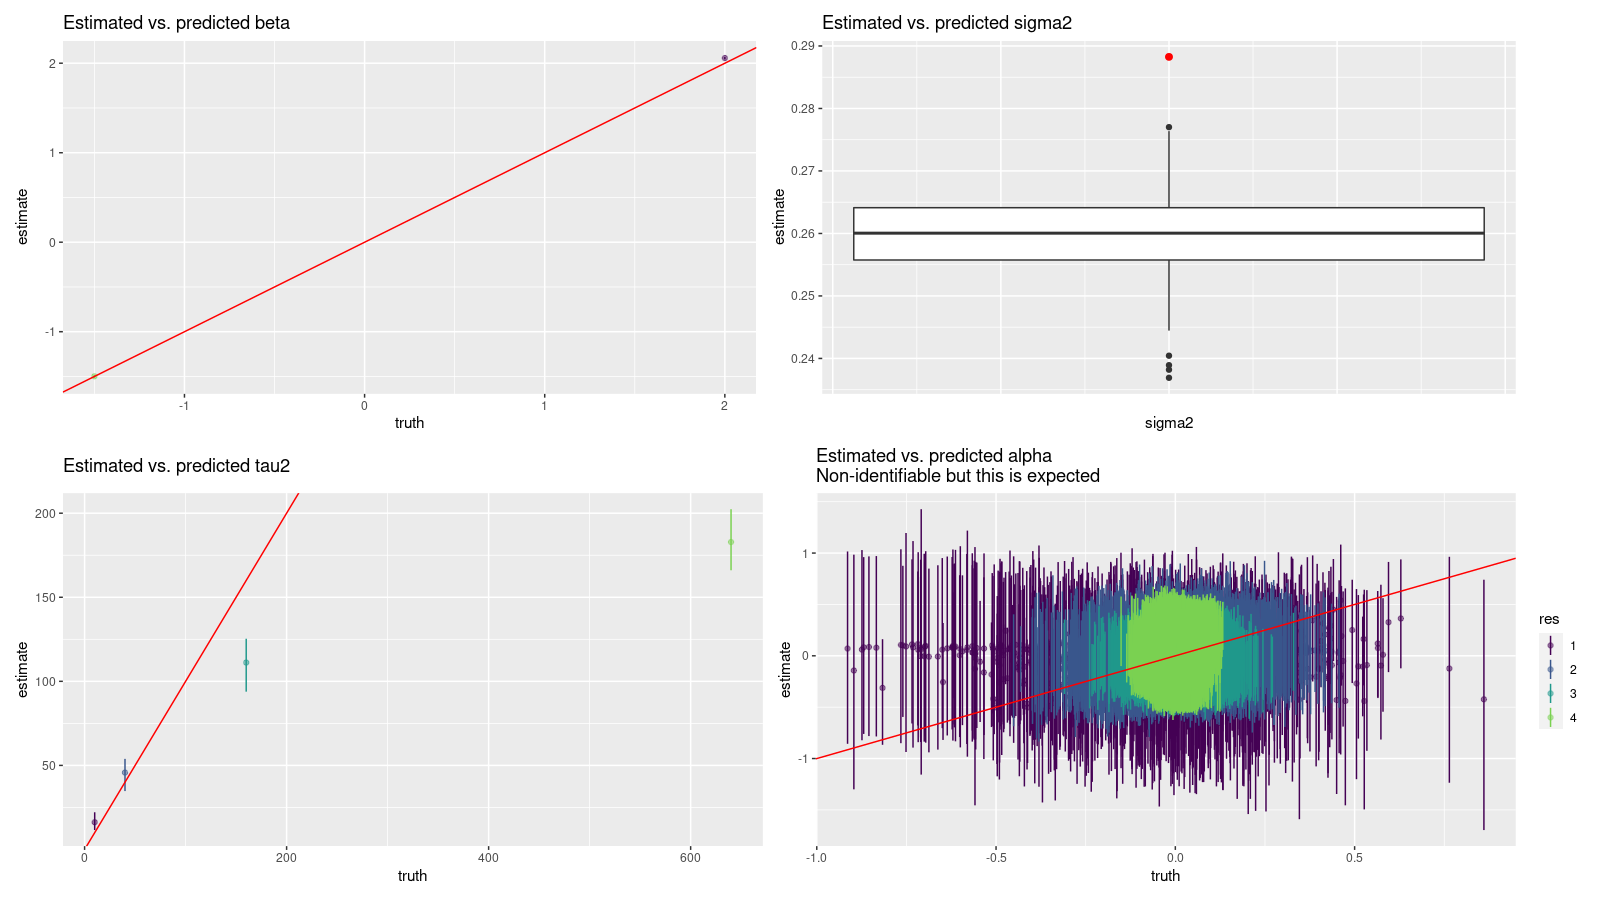 Estimated vs. predicted beta
estimate
2
1
0
-1
-1
0
1
2
truth
Estimated vs. predicted sigma2
estimate
0.29
0.28
0.27
0.26
0.25
0.24
sigma2
Estimated vs. predicted tau2
estimate
200
150
100
50
0
200
400
600
truth
Estimated vs. predicted alpha
Non-identifiable but this is expected
estimate
1
0
-1
-1.0
-0.5
0.0
0.5
truth
res
1
2
3
4